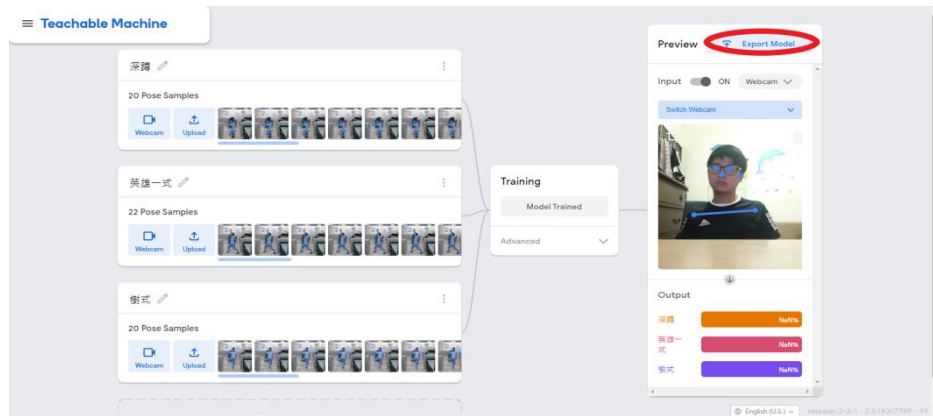 Teachable Machine
深蹲
20 Pose Samples
Webcam
Upload
英雄一式
22 Pose Samples
Webcam
Upload
樹式
20 Pose Samples
Webcam
Upload
Training
Model Trained
Advanced
Preview
Export Model
Input
ON
Webcam
Switch Webcam
Output
深蹲
NaN%
英雄一
式
NaN%
樹式
NaN%
English (U.S.)